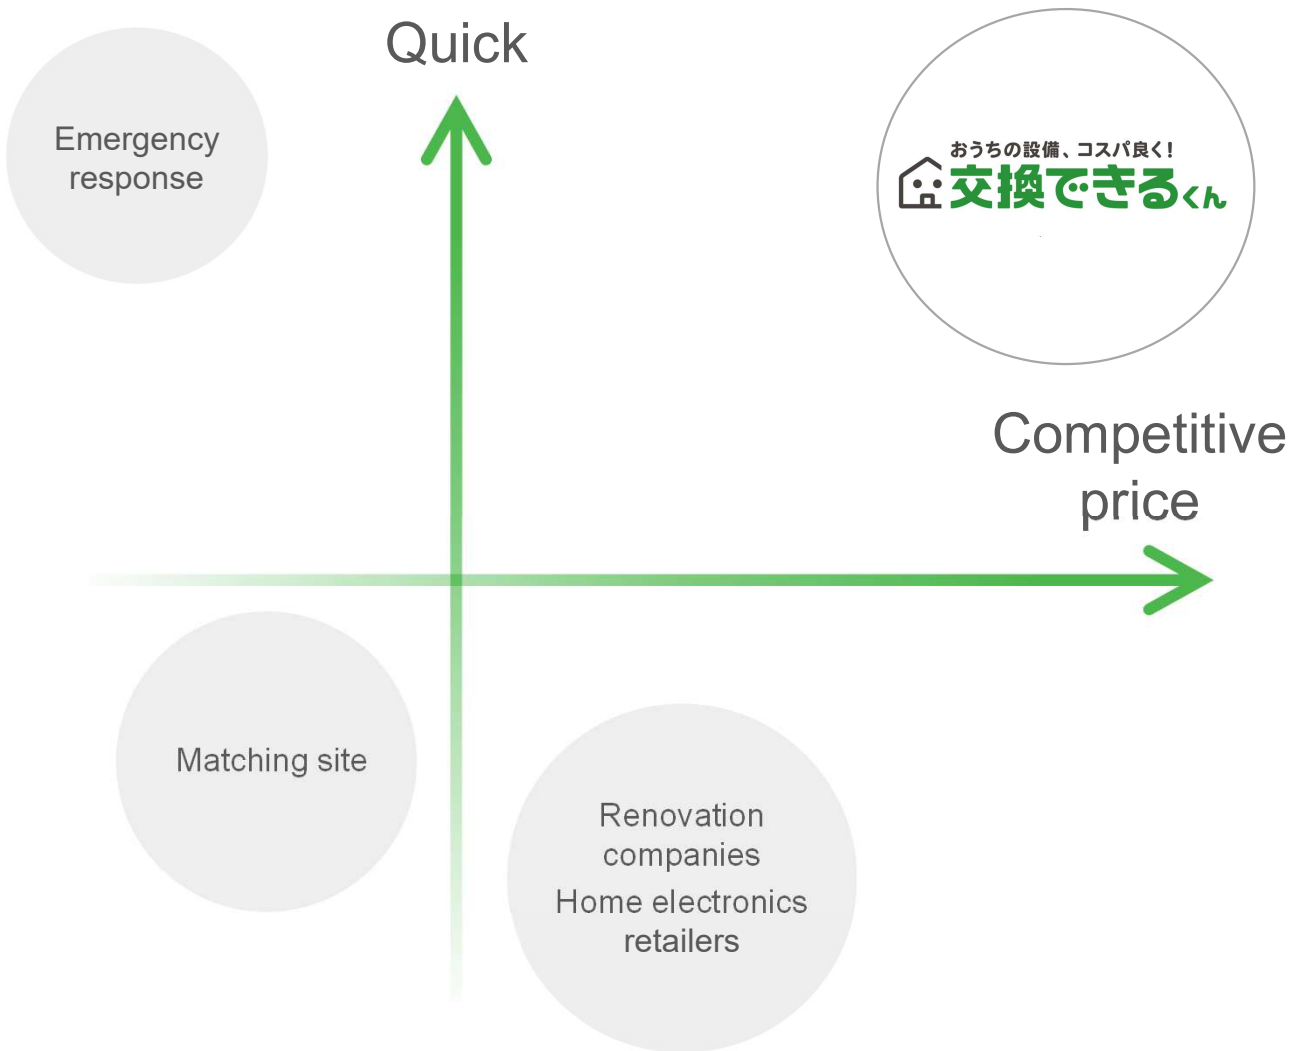 Quick
Emergency
response
おうちの設備、コスパ良く!
交換できるくん
Competitive
price
Matching site
Renovation
companies
Home electronics
retailers